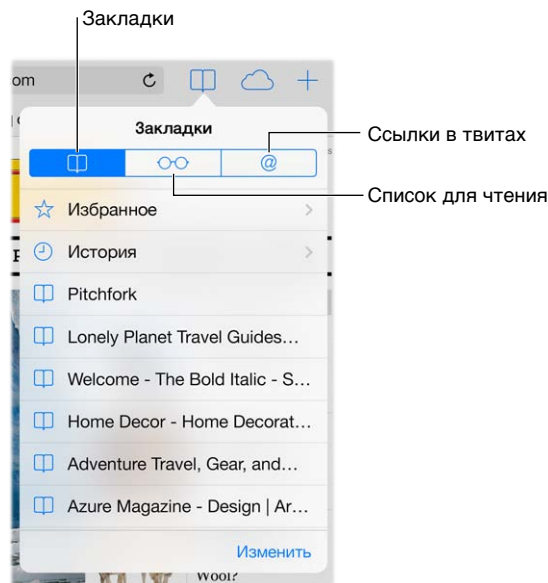 Закладки
om
Закладки
@
Ссылки в твитах
Список для чтения
Избранное
История
Pitchfork
Lonely Planet Travel Guides…
Welcome - The Bold Italic - S…
Home Decor - Home Decorat…
Adventure Travel, Gear, and…
Azure Magazine - Design | Ar…
Изменить
Wool?